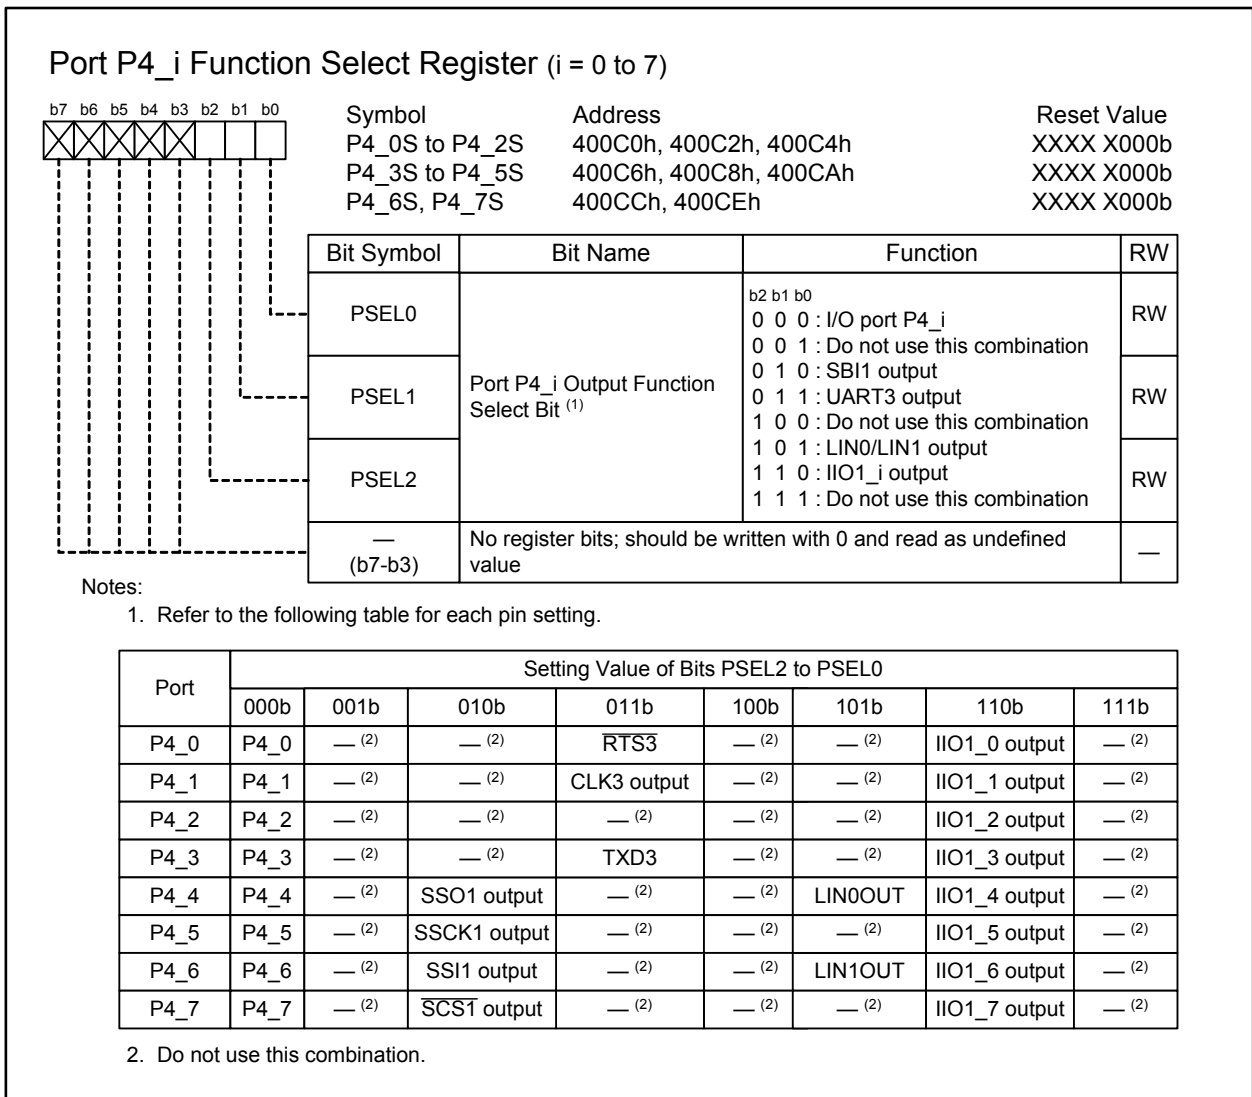 Port P4_i Function Select Register (i = 0 to 7)
b7 b6 b5 b4 b3 b2 b1 b0
Symbol Address Reset Value
P4_0S to P4_2S 400C0h, 400C2h, 400C4h XXXX X000b
P4_3S to P4_5S 400C6h, 400C8h, 400CAh XXXX X000b
P4_6S, P4_7S 400CCh, 400CEh XXXX X000b
Bit Symbol Bit Name Function RW
PSEL0 RW
PSEL1 RW
PSEL2 RW
Port P4_i Output Function
Select Bit (1)
b2 b1 b0
0 0 0 : I/O port P4_i
0 0 1 : Do not use this combination
0 1 0 : SBI1 output
0 1 1 : UART3 output
1 0 0 : Do not use this combination
1 0 1 : LIN0/LIN1 output
1 1 0 : IIO1_i output
1 1 1 : Do not use this combination
—
(b7-b3)
No register bits; should be written with 0 and read as undefined
value
—
Notes:
1. Refer to the following table for each pin setting.
Port Setting Value of Bits PSEL2 to PSEL0
000b 001b 010b 011b 100b 101b 110b 111b
P4_0 P4_0 — (2) — (2) R̅T̅S̅3̅ — (2) — (2) IIO1_0 output — (2)
P4_1 P4_1 — (2) — (2) CLK3 output — (2) — (2) IIO1_1 output — (2)
P4_2 P4_2 — (2) — (2) — (2) — (2) — (2) IIO1_2 output — (2)
P4_3 P4_3 — (2) — (2) TXD3 — (2) — (2) IIO1_3 output — (2)
P4_4 P4_4 — (2) SSO1 output — (2) — (2) LIN0OUT IIO1_4 output — (2)
P4_5 P4_5 — (2) SSCK1 output — (2) — (2) — (2) IIO1_5 output — (2)
P4_6 P4_6 — (2) SSI1 output — (2) — (2) LIN1OUT IIO1_6 output — (2)
P4_7 P4_7 — (2) S̅C̅S̅1̅ output — (2) — (2) — (2) IIO1_7 output — (2)
2. Do not use this combination.